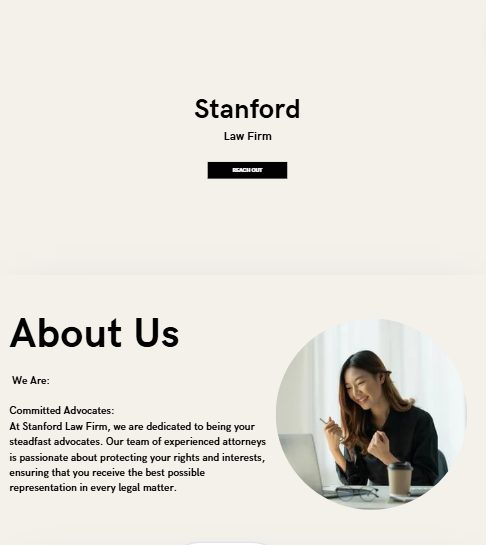 Stanford
Law Firm
REACH OUT
About Us
We Are:
Committed Advocates:
At Stanford Law Firm, we are dedicated to being your
steadfast advocates. Our team of experienced attorneys
is passionate about protecting your rights and interests,
ensuring that you receive the best possible
representation in every legal matter.